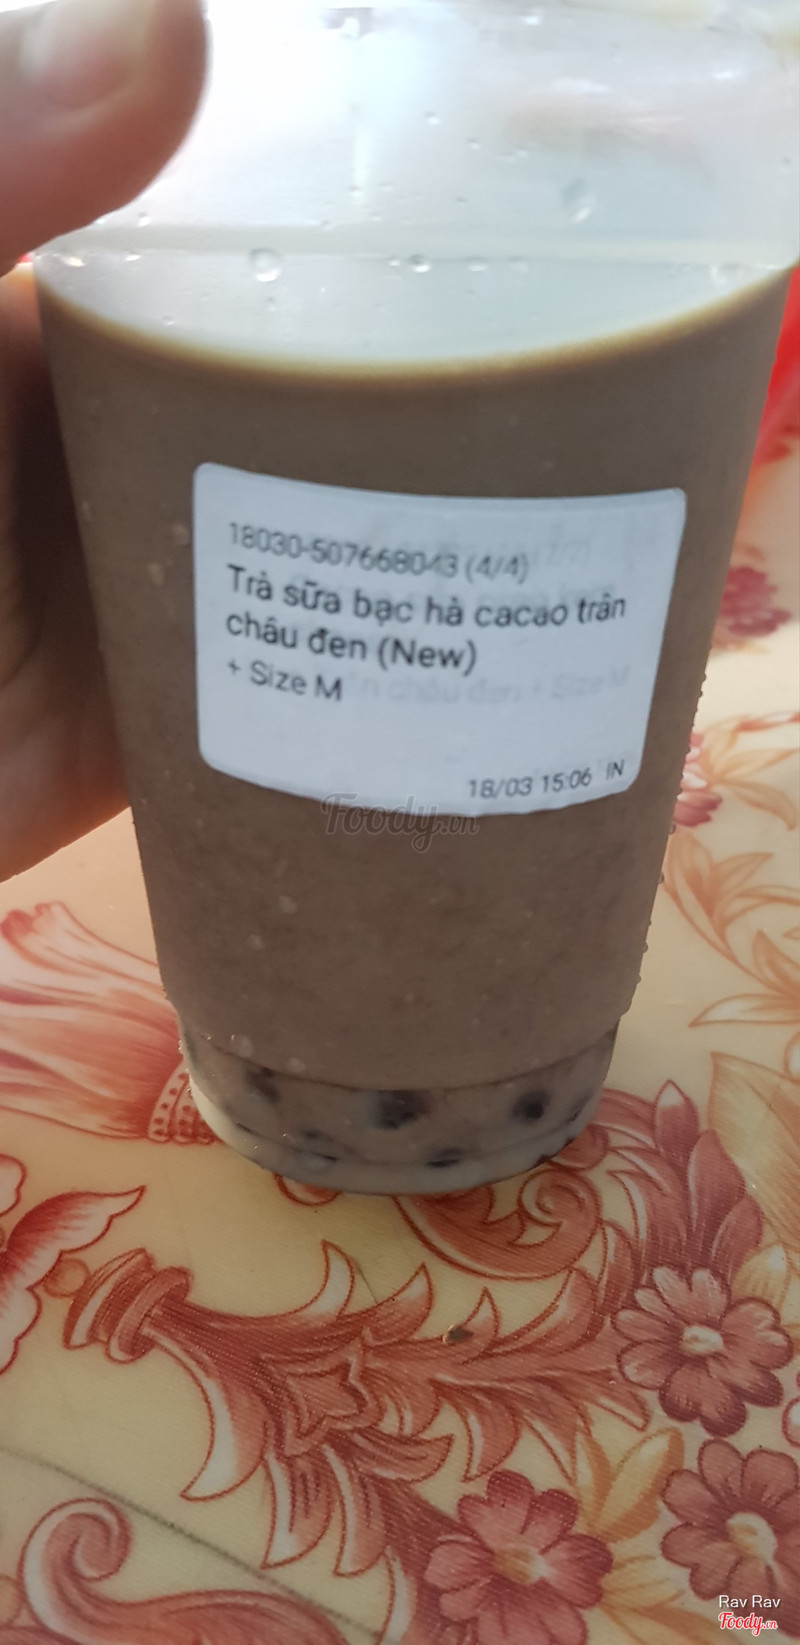 18030-507668043 (4/4)
Trà sữa bạc hà cacao trân
châu đen (New)
+ Size M
18/03 15:06 IN
Foody.vn
Rav Rav
Foody.vn